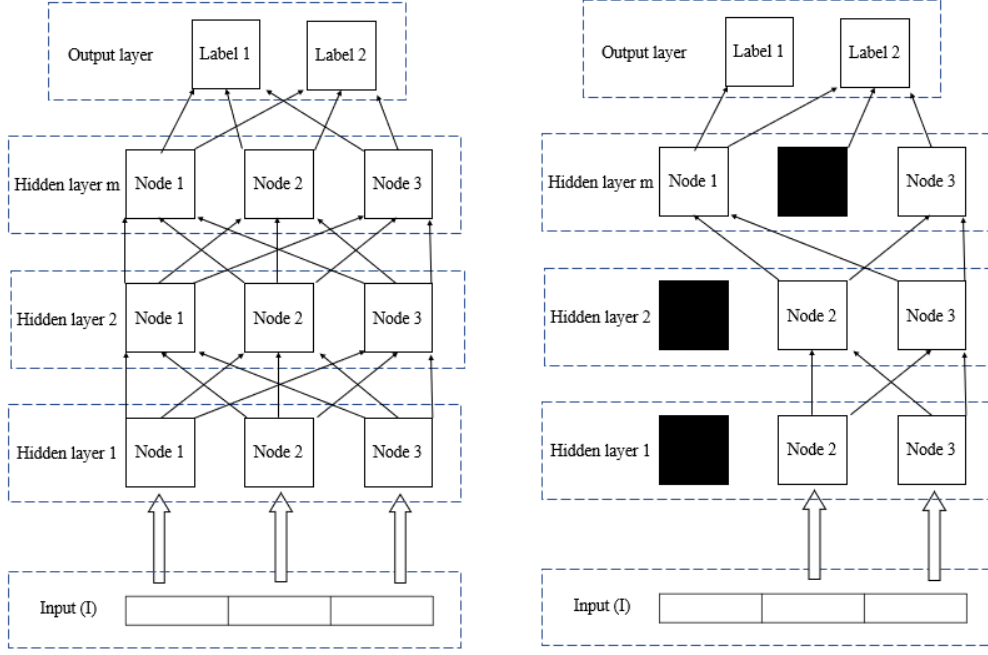 Output layer
Label 1
Label 2
Hidden layer m
Node 1
Node 2
Node 3
Hidden layer 2
Node 1
Node 2
Node 3
Hidden layer 1
Node 1
Node 2
Node 3
Input (I)
Output layer
Label 1
Label 2
Hidden layer m
Node 1
Node 3
Hidden layer 2
Node 2
Node 3
Hidden layer 1
Node 2
Node 3
Input (I)